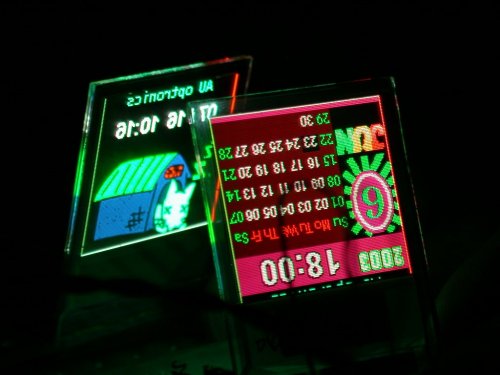 AU optronics
16 10:16
2003 18:00
Su Mo Tu We Th Fr Sa
01 02 03 04 05 06 07
08 09 10 11 12 13 14
15 16 17 18 19 20 21
22 23 24 25 26 27 28
29 30
6
JUN